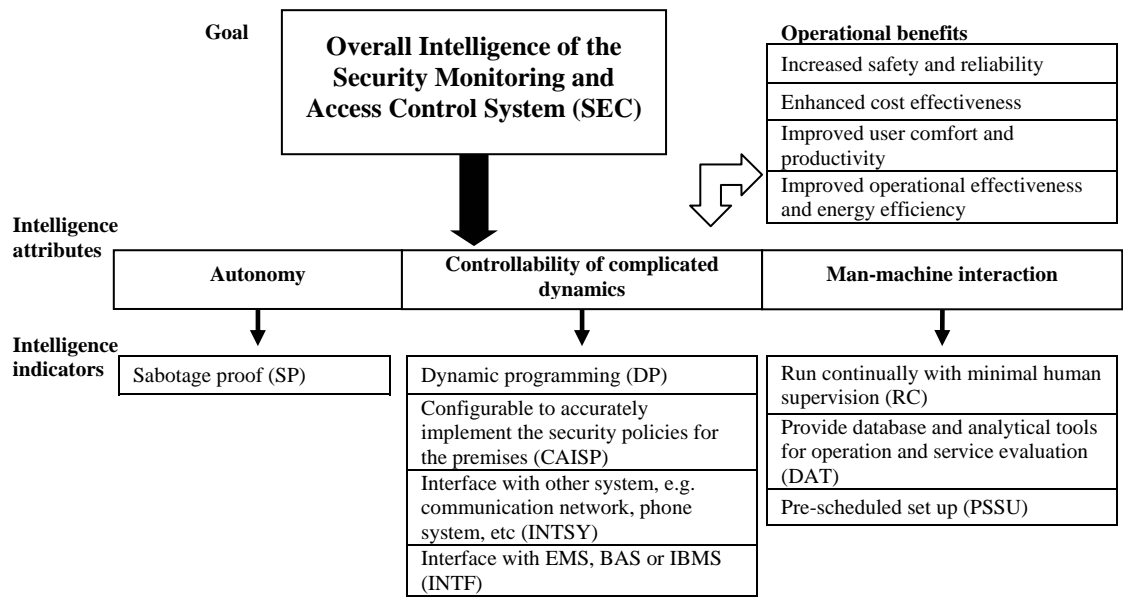 Goal
Overall Intelligence of the
Security Monitoring and
Access Control System (SEC)
Operational benefits
Increased safety and reliability
Enhanced cost effectiveness
Improved user comfort and
productivity
Improved operational effectiveness
and energy efficiency
Intelligence
attributes
Autonomy
Controllability of complicated
dynamics
Man-machine interaction
Intelligence
indicators
Sabotage proof (SP)
Dynamic programming (DP)
Configurable to accurately
implement the security policies for
the premises (CAISP)
Interface with other system, e.g.
communication network, phone
system, etc (INTSY)
Interface with EMS, BAS or IBMS
(INTF)
Run continually with minimal human
supervision (RC)
Provide database and analytical tools
for operation and service evaluation
(DAT)
Pre-scheduled set up (PSSU)